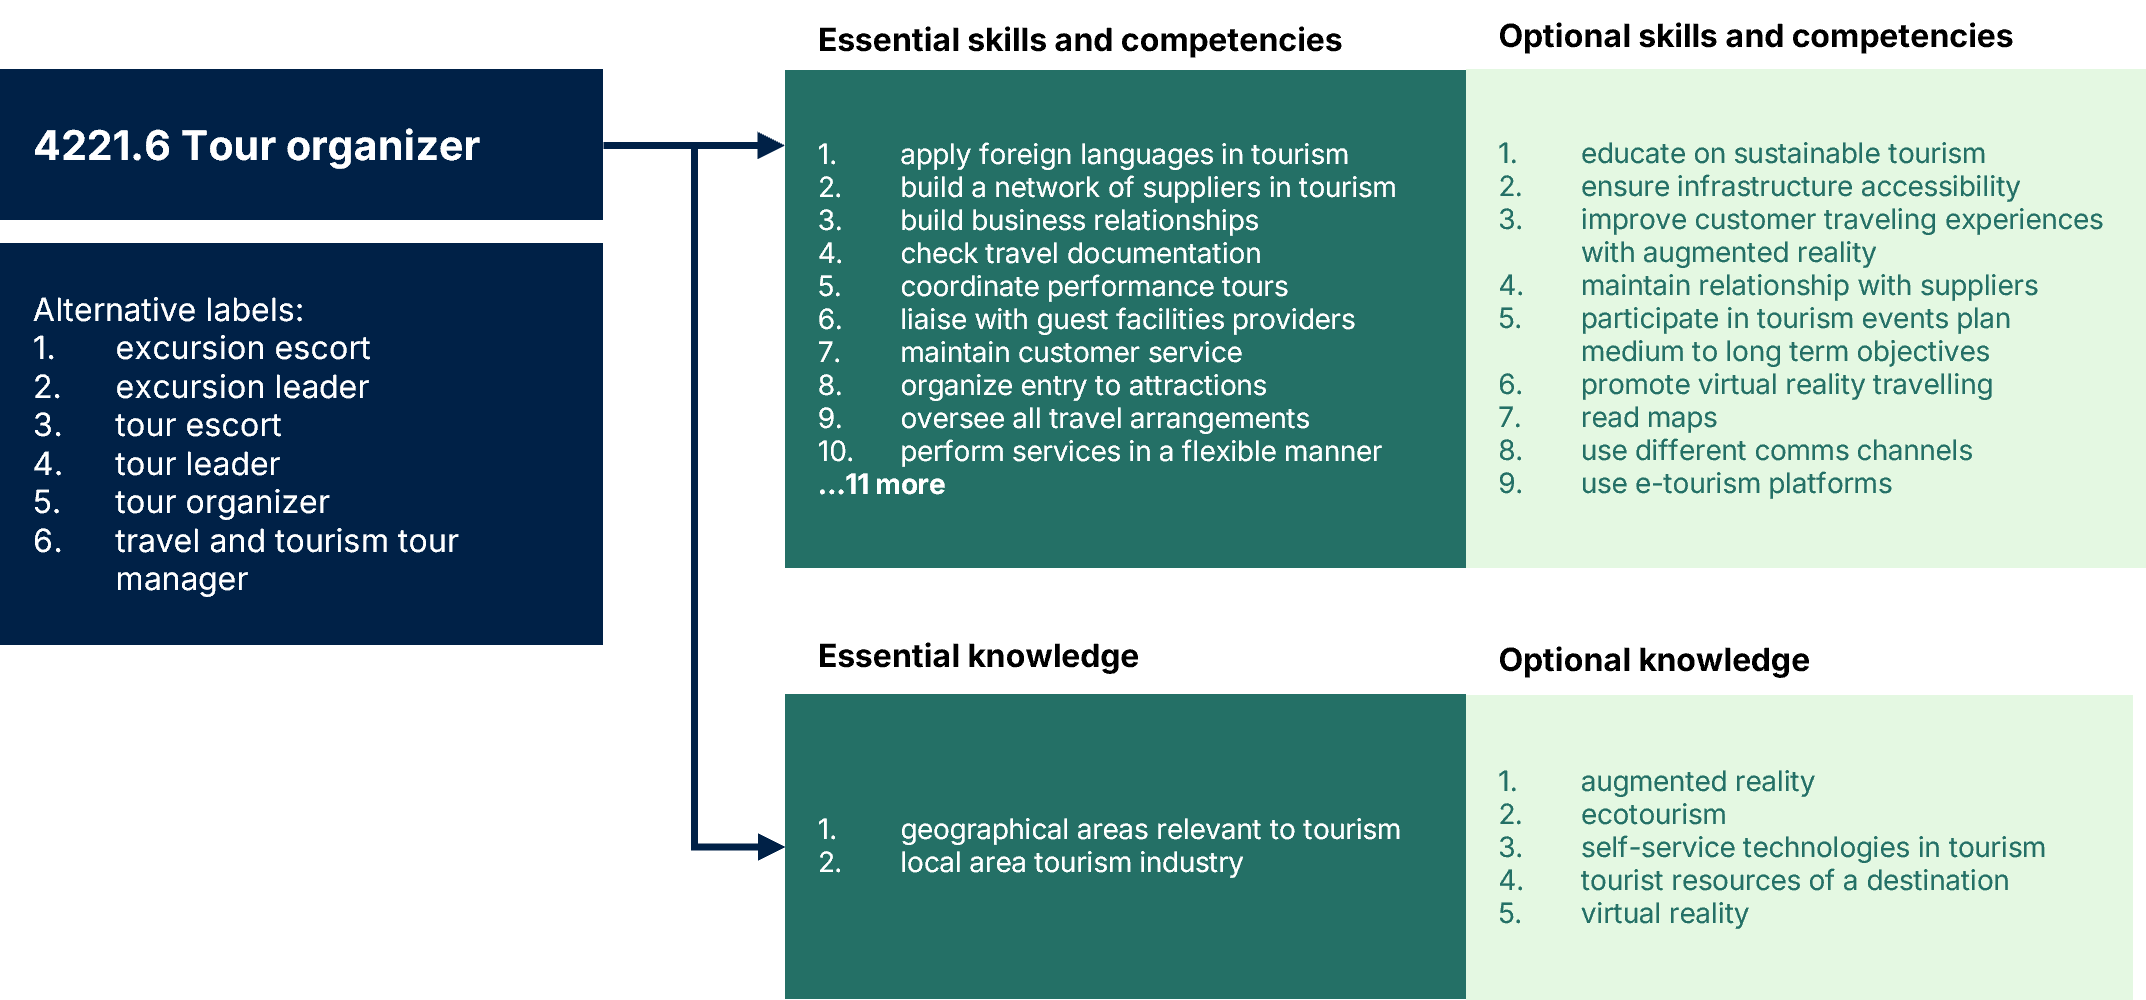 4221.6 Tour organizer
Alternative labels:
1. excursion escort
2. excursion leader
3. tour escort
4. tour leader
5. tour organizer
6. travel and tourism tour
manager
Essential skills and competencies
1. apply foreign languages in tourism
2. build a network of suppliers in tourism
3. build business relationships
4. check travel documentation
5. coordinate performance tours
6. liaise with guest facilities providers
7. maintain customer service
8. organize entry to attractions
9. oversee all travel arrangements
10. perform services in a flexible manner
...11 more
Optional skills and competencies
1. educate on sustainable tourism
2. ensure infrastructure accessibility
3. improve customer traveling experiences
with augmented reality
4. maintain relationship with suppliers
5. participate in tourism events plan
medium to long term objectives
6. promote virtual reality travelling
7. read maps
8. use different comms channels
9. use e-tourism platforms
Essential knowledge
1. geographical areas relevant to tourism
2. local area tourism industry
Optional knowledge
1. augmented reality
2. ecotourism
3. self-service technologies in tourism
4. tourist resources of a destination
5. virtual reality